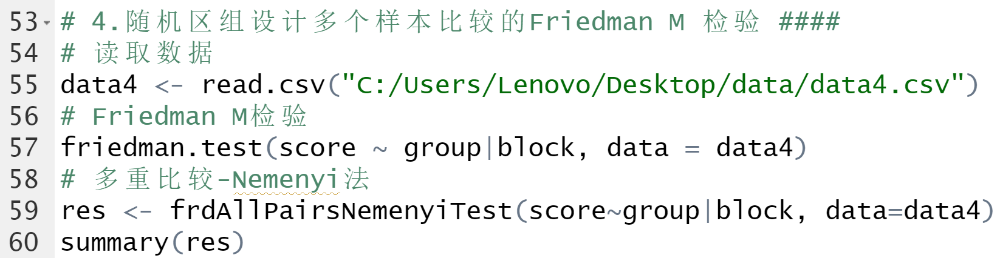 53 # 4.随机区组设计多个样本比较的Friedman M 检验 ####
54 # 读取数据
55 data4 <- read.csv("C:/Users/Lenovo/Desktop/data/data4.csv")
56 # Friedman M检验
57 friedman.test(score ~ group|block, data = data4)
58 # 多重比较-Nemenyi法
59 res <- frdAllPairsNemenyiTest(score~group|block, data=data4)
60 summary(res)